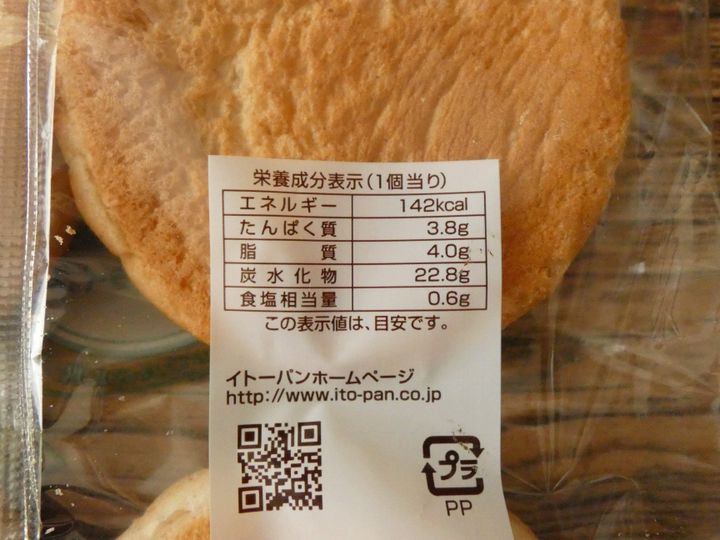 栄養成分表示(1個当り)
エネルギー 142kcal
たんぱく質 3.8g
脂質 4.0g
炭水化物 22.8g
食塩相当量 0.6g
この表示値は、目安です。
イトーパンホームページ
http://www.ito-pan.co.jp
プラ
PP